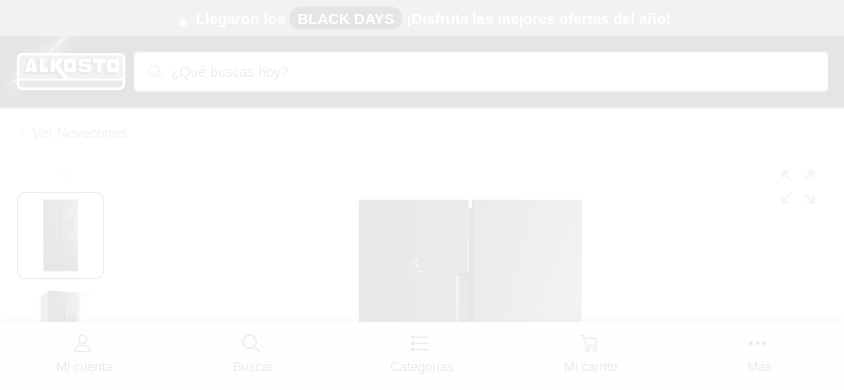 Llegaron los BLACK DAYS ¡Disfruta las mejores ofertas del año!
ALKOSTO
¿Qué buscas hoy?
Ver Nevecones
Mi cuenta
Buscar
Categorías
Mi carrito
Más